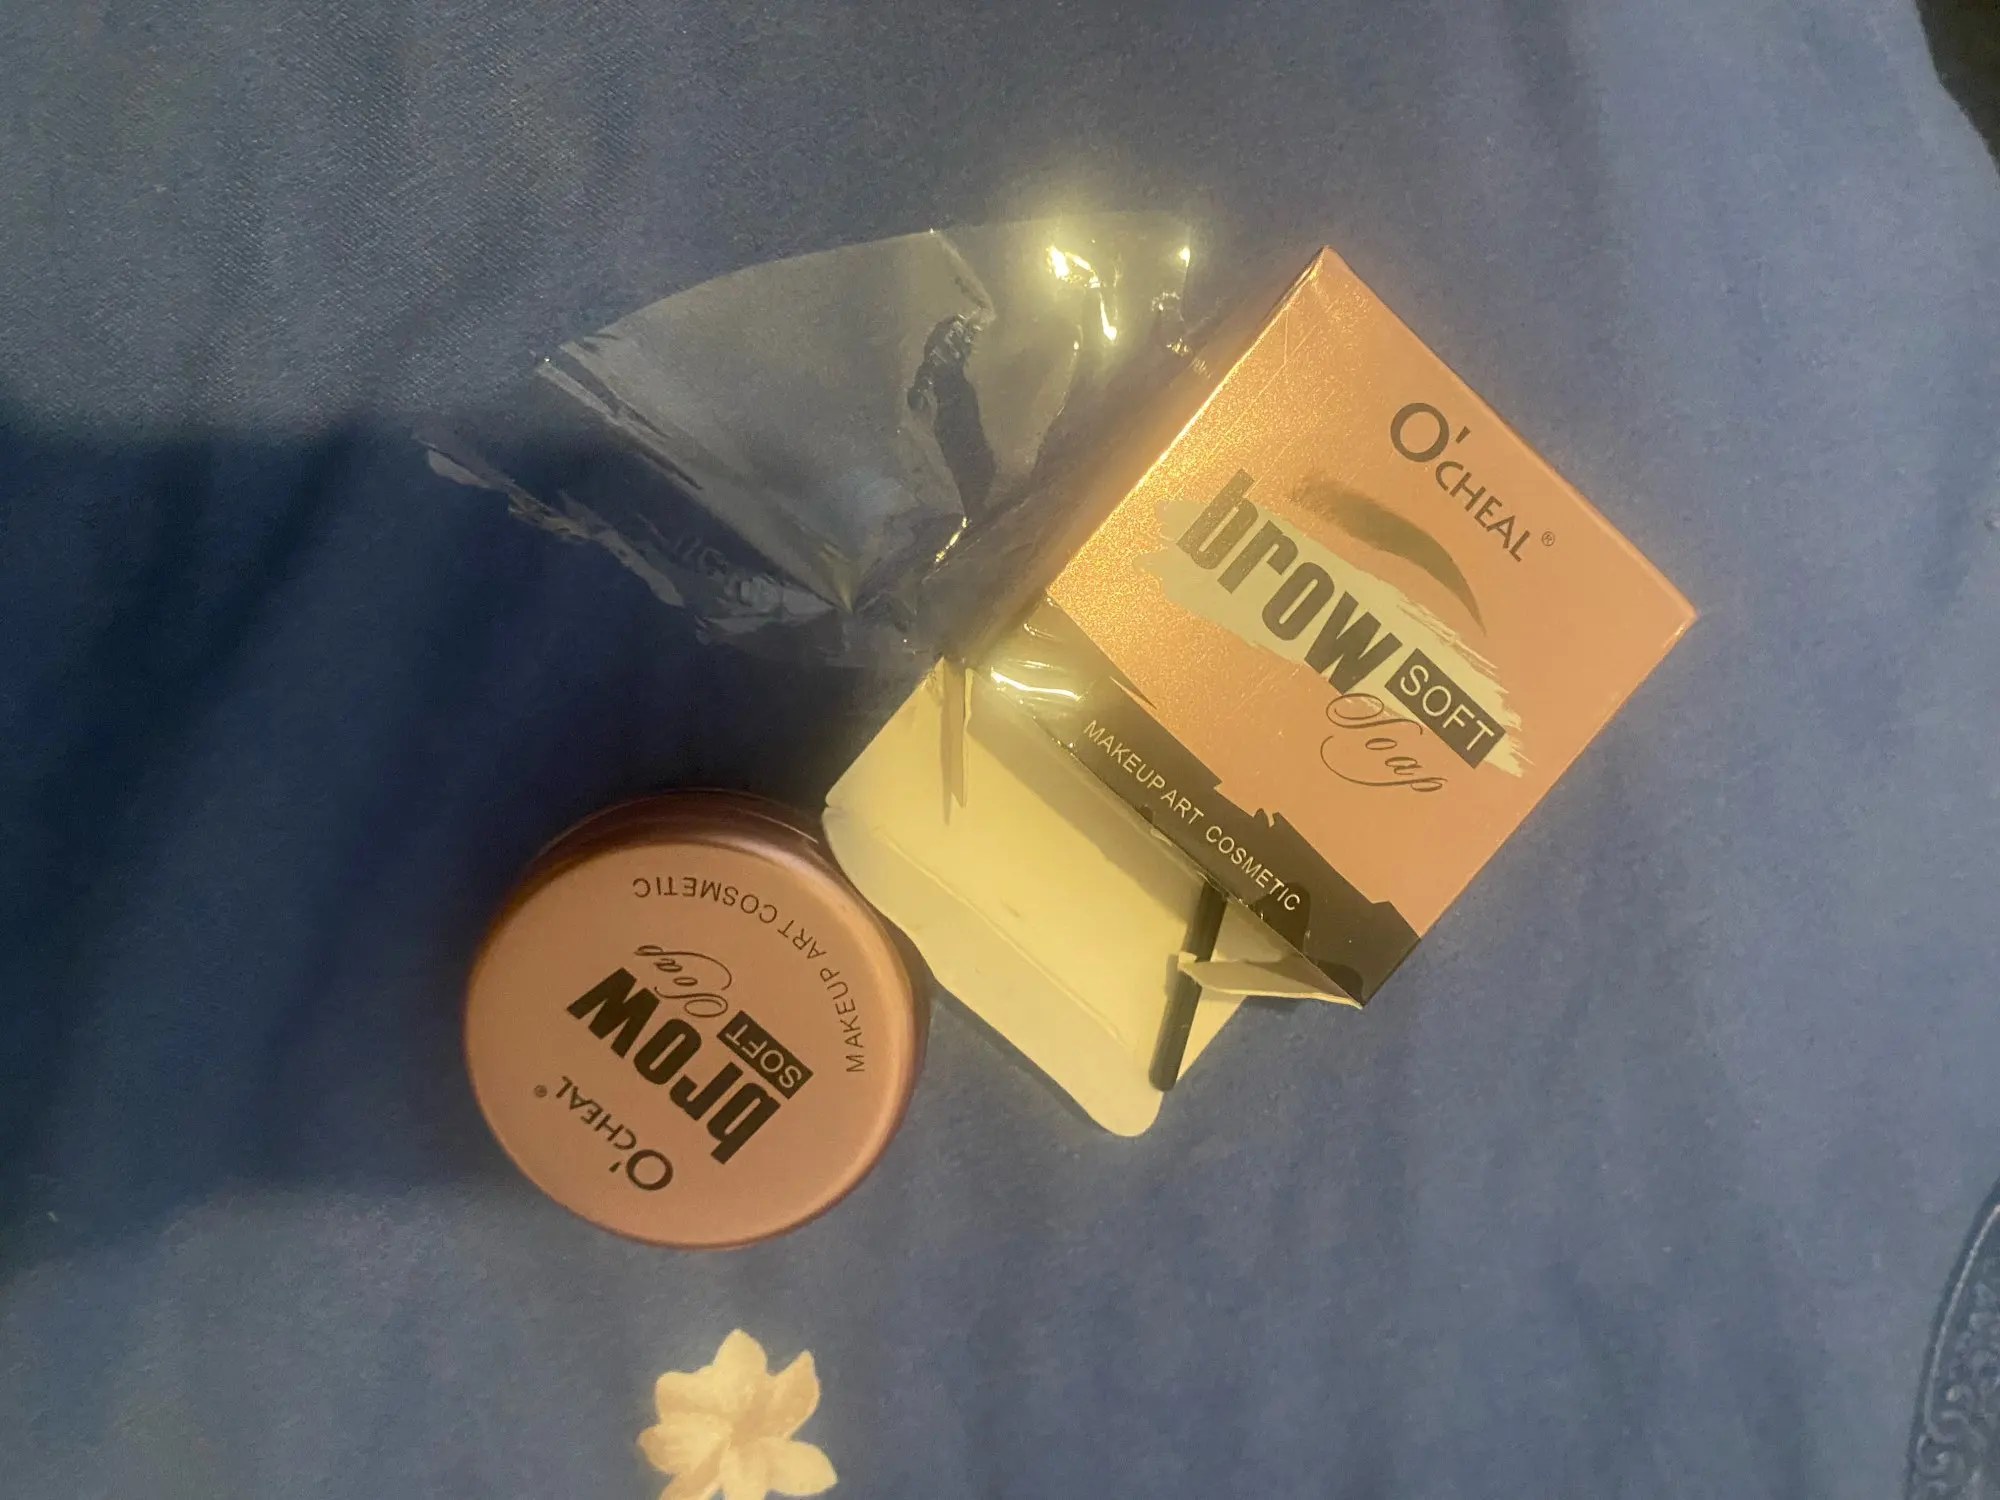 O'CHEAL®
brow
SOFT
Soap
MAKEUP ART COSMETIC
O'CHEAL®
brow
SOFT
Soap
MAKEUP ART COSMETIC